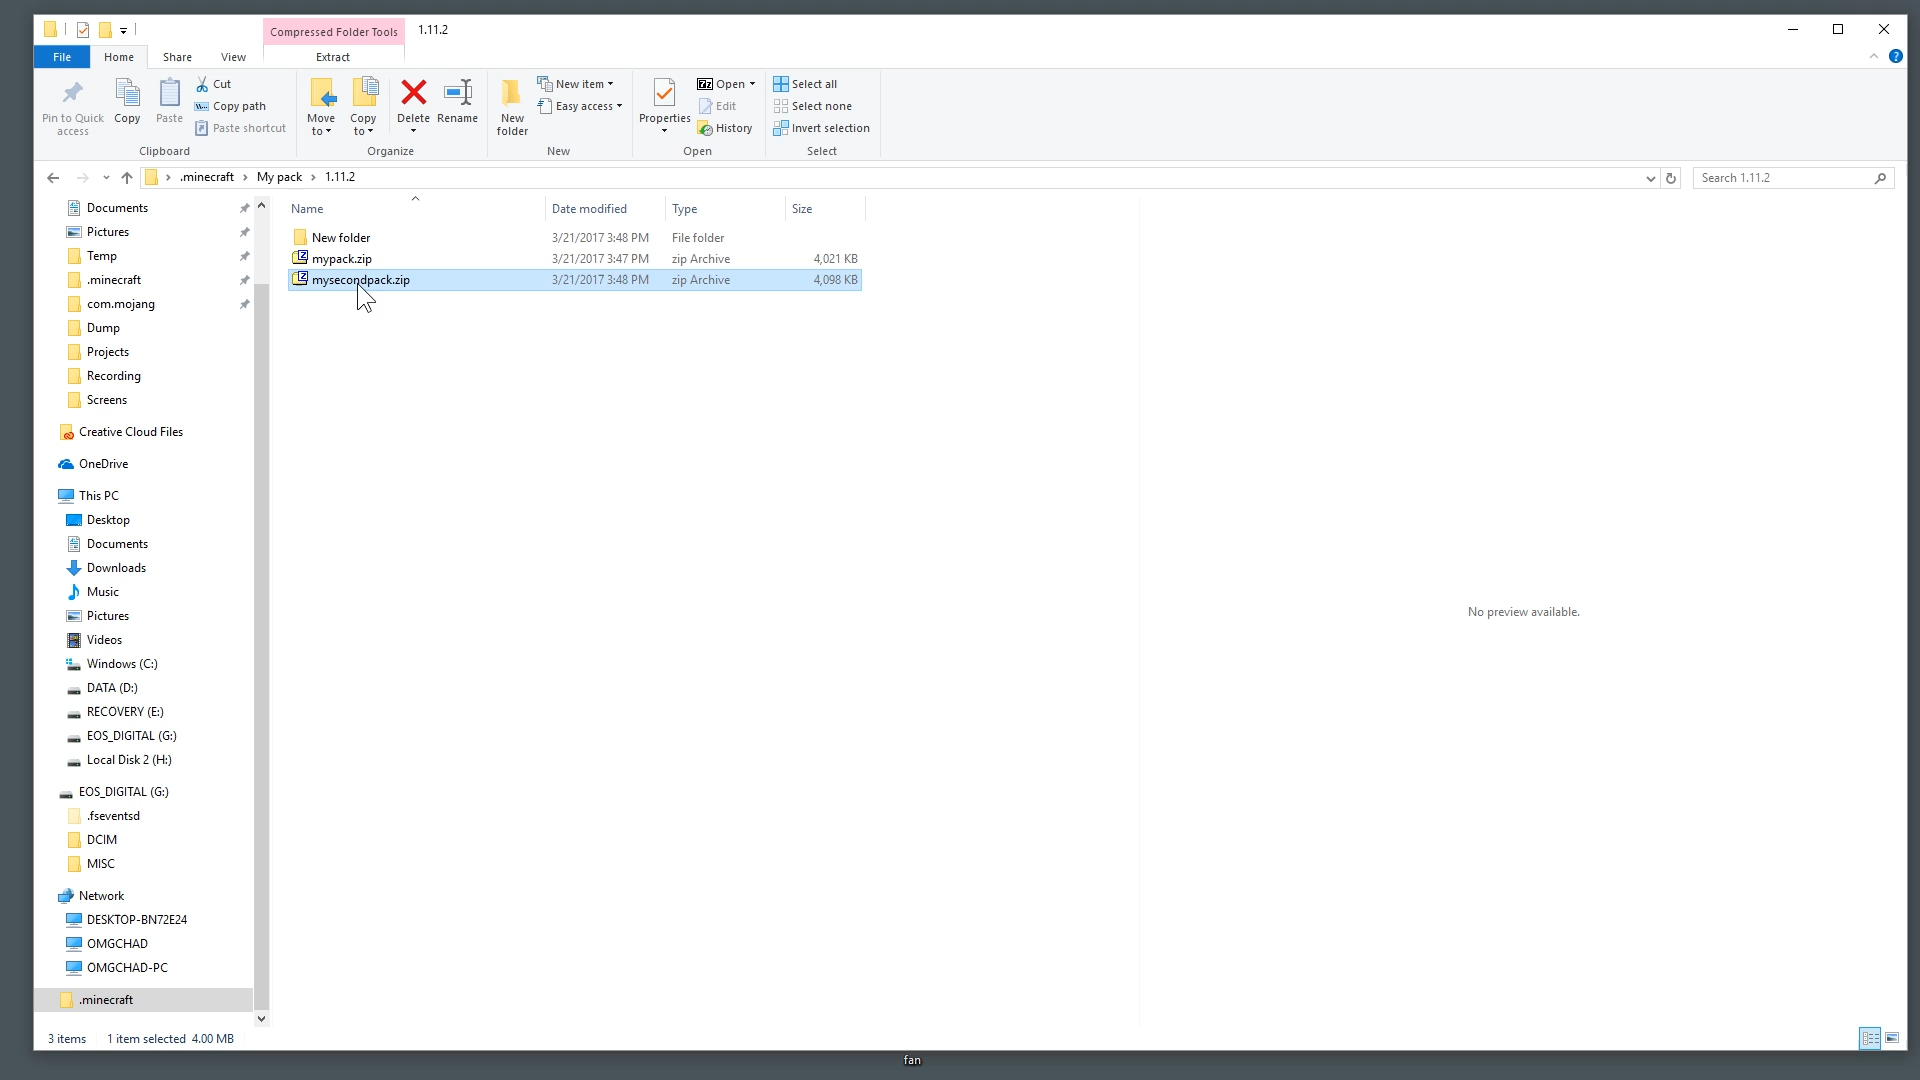 Compressed Folder Tools
1.11.2
File
Home
Share
View
Extract
Pin to Quick access
Copy
Paste
Cut
Copy path
Paste shortcut
Clipboard
Move to
Copy to
Delete
Rename
Organize
New folder
New item
Easy access
New
Properties
Open
Edit
History
Open
Select all
Select none
Invert selection
Select
.minecraft > My pack > 1.11.2
Search 1.11.2
Name Date modified Type Size
New folder 3/21/2017 3:48 PM File folder
mypack.zip 3/21/2017 3:47 PM zip Archive 4,021 KB
mysecondpack.zip 3/21/2017 3:48 PM zip Archive 4,098 KB
Documents
Pictures
Temp
.minecraft
com.mojang
Dump
Projects
Recording
Screens
Creative Cloud Files
OneDrive
This PC
Desktop
Documents
Downloads
Music
Pictures
Videos
Windows (C:)
DATA (D:)
RECOVERY (E:)
EOS_DIGITAL (G:)
Local Disk 2 (H:)
EOS_DIGITAL (G:)
.fseventsd
DCIM
MISC
Network
DESKTOP-BN72E24
OMGCHAD
OMGCHAD-PC
.minecraft
No preview available.
3 items 1 item selected 4.00 MB
fan